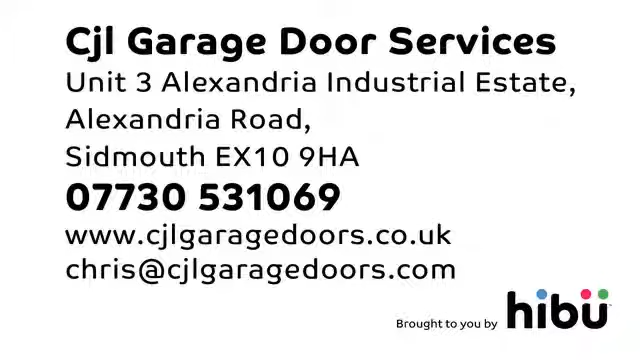 Cjl Garage Door Services
Unit 3 Alexandria Industrial Estate,
Alexandria Road,
Sidmouth EX10 9HA
07730 531069
www.cjlgaragedoors.co.uk
chris@cjlgaragedoors.com
Brought to you by hibü